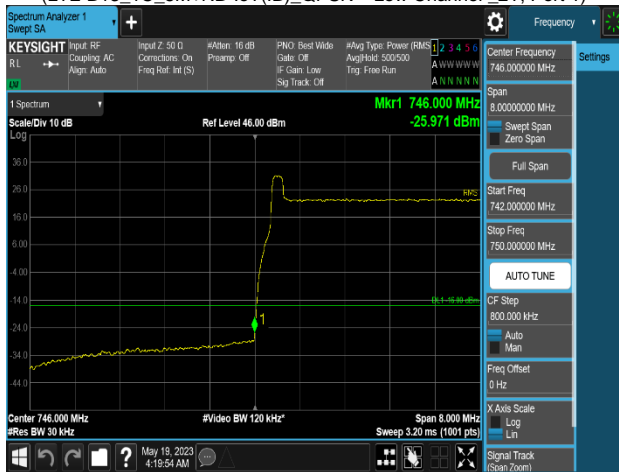 Spectrum Analyzer 1
Swept SA
+
Frequency
KEYSIGHT
Input: RF
Coupling: AC
Align: Auto
Input Z: 50 Ω
Corrections: On
Freq Ref: Int (S)
#Atten: 16 dB
Preamp: Off
PNO: Best Wide
Gate: Off
IF Gain: Low
Sig Track: Off
#Avg Type: Power (RMS
Avg|Hold: 500/500
Trig: Free Run
1 2 3 4 5 6
A W W W W W
A N N N N N
1 Spectrum
Scale/Div 10 dB
Log
Ref Level 46.00 dBm
Mkr1 746.000 MHz
-25.971 dBm
36.0
26.0
RMS
16.0
6.00
-4.00
-14.0
-24.0
1
-34.0
-44.0
Center 746.000 MHz
#Res BW 30 kHz
#Video BW 120 kHz*
Span 8.000 MHz
Sweep 3.20 ms (1001 pts)
Center Frequency
746.000000 MHz
Settings
Span
8.00000000 MHz
Swept Span
Zero Span
Full Span
Start Freq
742.000000 MHz
Stop Freq
750.000000 MHz
AUTO TUNE
CF Step
800.000 kHz
Auto
Man
Freq Offset
0 Hz
X Axis Scale
Log
Lin
Signal Track
(Span Zoom)
?
May 19, 2023
4:19:54 AM